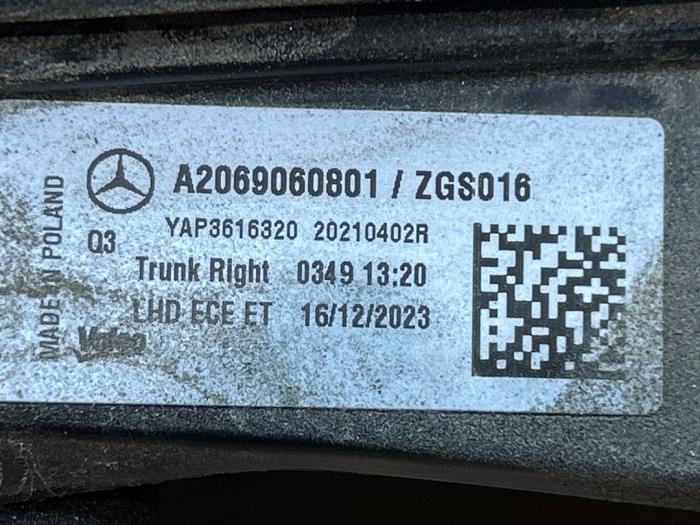 A2069060801 / ZGS016
YAP3616320 20210402R
Q3
Trunk Right 0349 13:20
LHD ECE ET 16/12/2023
Valeo
MADE IN POLAND